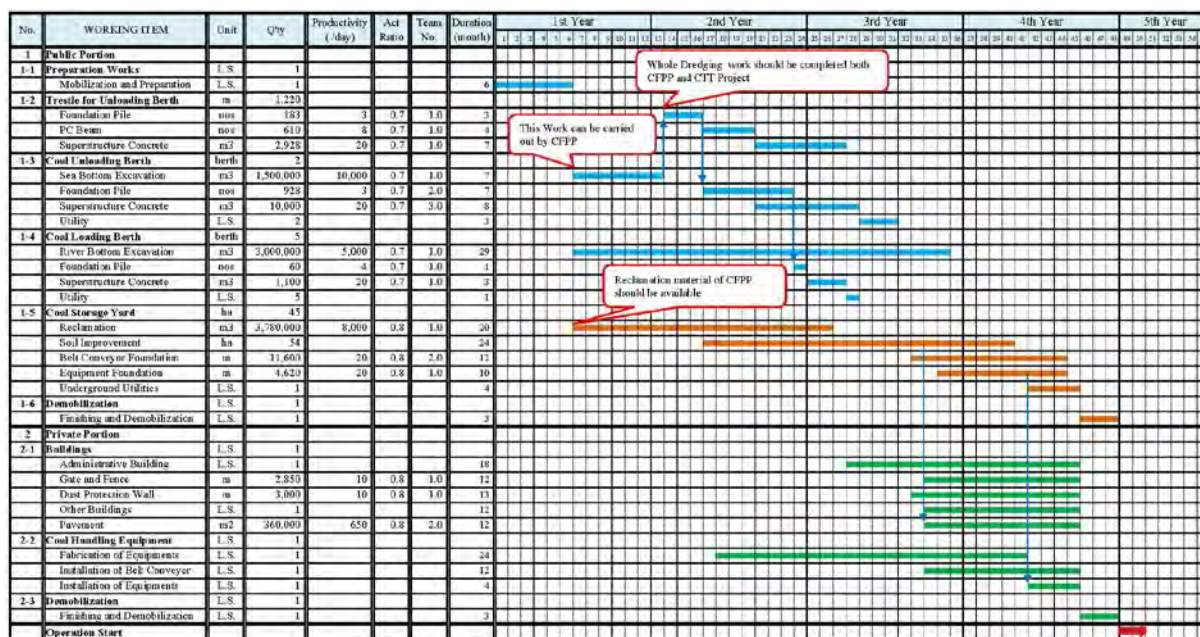 No. WORKING ITEM Unit Q'ty Productivity (/day) Act Ratio Team No. Duration (month) 1st Year 2nd Year 3rd Year 4th Year 5th Year
1 Public Portion
1-1 Preparation Works L.S. 1
Mobilization and Preparation L.S. 1 6
1-2 Trestle for Unloading Berth m 1,220
Foundation Pile nos 183 3 0.7 1.0 3
PC Beam nos 610 8 0.7 1.0 4
Superstructure Concrete m3 2,928 20 0.7 1.0 7
1-3 Coal Unloading Berth berth 2
Sea Bottom Excavation m3 1,500,000 10,000 0.7 1.0 7
Foundation Pile nos 928 3 0.7 2.0 7
Superstructure Concrete m3 10,000 20 0.7 3.0 8
Utility L.S. 2 3
1-4 Coal Loading Berth berth 5
River Bottom Excavation m3 3,000,000 5,000 0.7 1.0 29
Foundation Pile nos 60 4 0.7 1.0 1
Superstructure Concrete m3 1,100 20 0.7 1.0 3
Utility L.S. 5 1
1-5 Coal Storage Yard ha 45
Reclamation m3 3,780,000 8,000 0.8 1.0 20
Soil Improvement ha 54 24
Belt Conveyor Foundation m 11,600 20 0.8 2.0 12
Equipment Foundation m 4,620 20 0.8 1.0 10
Underground Utilities L.S. 1 4
1-6 Demobilization L.S. 1
Finishing and Demobilization L.S. 1 3
2 Private Portion
2-1 Buildings L.S. 1
Administrative Building L.S. 1 18
Gate and Fence m 2,850 10 0.8 1.0 12
Dust Protection Wall m 3,000 10 0.8 1.0 13
Other Buildings L.S. 1 12
Pavement m2 360,000 650 0.8 2.0 12
2-2 Coal Handling Equipment L.S. 1
Fabrication of Equipments L.S. 1 24
Installation of Belt Conveyer L.S. 1 12
Installation of Equipments L.S. 1 4
2-3 Demobilization L.S. 1
Finishing and Demobilization L.S. 1 3
Operation Start
Whole Dredging work should be completed both
CFPP and CTT Project
This Work can be carried
out by CFPP
Reclamation material of CFPP
should be available